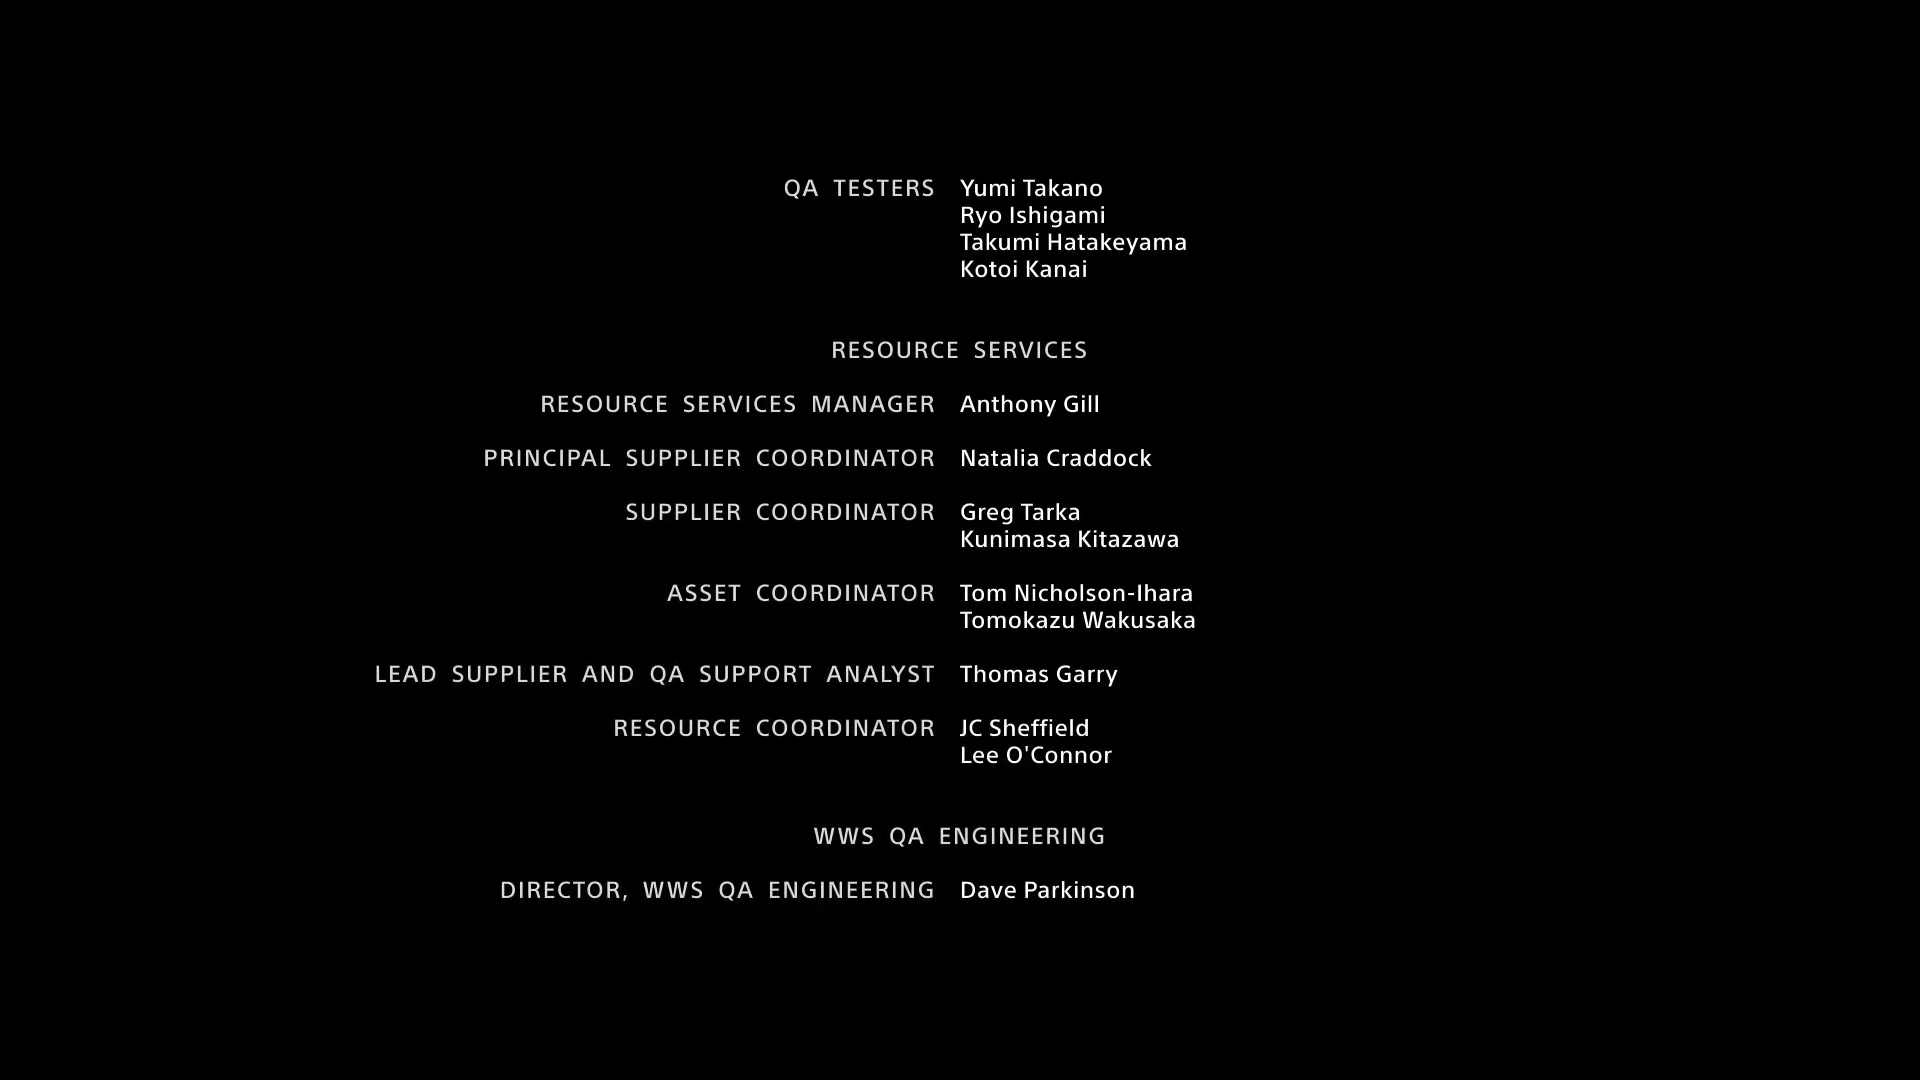 QA TESTERS Yumi Takano
Ryo Ishigami
Takumi Hatakeyama
Kotoi Kanai
RESOURCE SERVICES
RESOURCE SERVICES MANAGER Anthony Gill
PRINCIPAL SUPPLIER COORDINATOR Natalia Craddock
SUPPLIER COORDINATOR Greg Tarka
Kunimasa Kitazawa
ASSET COORDINATOR Tom Nicholson-Ihara
Tomokazu Wakusaka
LEAD SUPPLIER AND QA SUPPORT ANALYST Thomas Garry
RESOURCE COORDINATOR JC Sheffield
Lee O'Connor
WWS QA ENGINEERING
DIRECTOR, WWS QA ENGINEERING Dave Parkinson